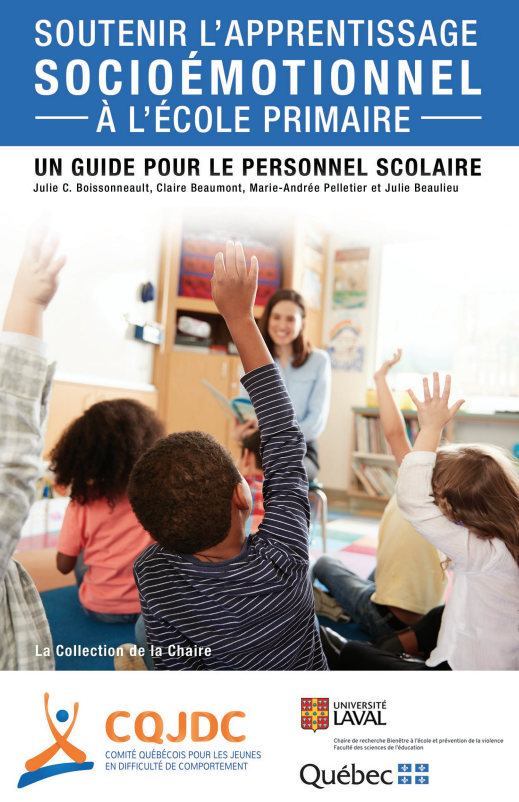 SOUTENIR L'APPRENTISSAGE
SOCIOÉMOTIONNEL
À L'ÉCOLE PRIMAIRE
UN GUIDE POUR LE PERSONNEL SCOLAIRE
Julie C. Boissonneault, Claire Beaumont, Marie-Andrée Pelletier et Julie Beaulieu
La Collection de la Chaire
CQJDC
COMITÉ QUÉBÉCOIS POUR LES JEUNES
EN DIFFICULTÉ DE COMPORTEMENT
UNIVERSITÉ
LAVAL
Chaire de recherche Bienêtre à l'école et prévention de la violence
Faculté des sciences de l'éducation
Québec